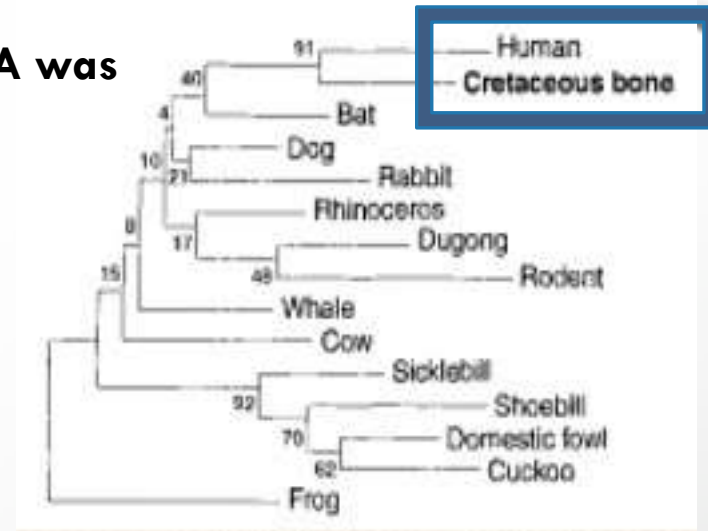 A was
91
Human
Cretaceous bone
40
4
Bat
Dog
10
21
Rabbit
Rhinoceros
8
17
Dugong
48
Rodent
15
Whale
Cow
Sicklebill
92
Shoebill
70
Domestic fowl
62
Cuckoo
Frog